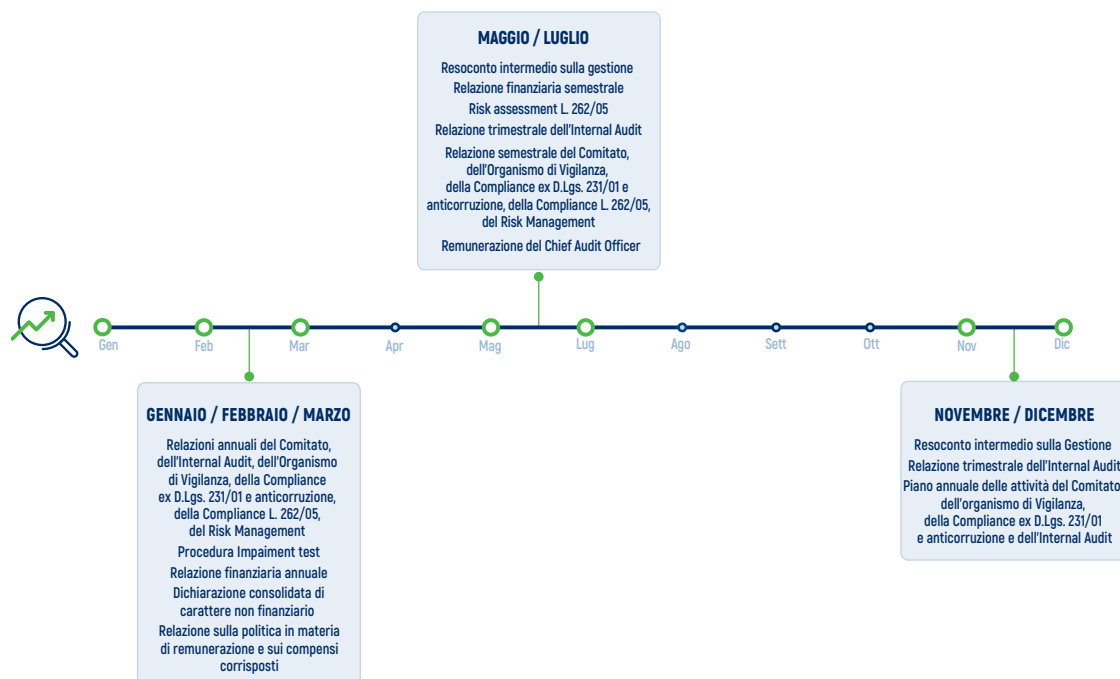 MAGGIO / LUGLIO
Resoconto intermedio sulla gestione
Relazione finanziaria semestrale
Risk assessment L. 262/05
Relazione trimestrale dell'Internal Audit
Relazione semestrale del Comitato,
dell'Organismo di Vigilanza,
della Compliance ex D.Lgs. 231/01 e
anticorruzione, della Compliance L. 262/05,
del Risk Management
Remunerazione del Chief Audit Officer
Gen
Feb
Mar
Apr
Mag
Lug
Ago
Sett
Ott
Nov
Dic
GENNAIO / FEBBRAIO / MARZO
Relazioni annuali del Comitato,
dell'Internal Audit, dell'Organismo
di Vigilanza, della Compliance
ex D.Lgs. 231/01 e anticorruzione,
della Compliance L. 262/05,
del Risk Management
Procedura Impaiment test
Relazione finanziaria annuale
Dichiarazione consolidata di
carattere non finanziario
Relazione sulla politica in materia
di remunerazione e sui compensi
corrisposti
NOVEMBRE / DICEMBRE
Resoconto intermedio sulla Gestione
Relazione trimestrale dell'Internal Audit
Piano annuale delle attività del Comitato
dell'organismo di Vigilanza,
della Compliance ex D.Lgs. 231/01
e anticorruzione e dell'Internal Audit